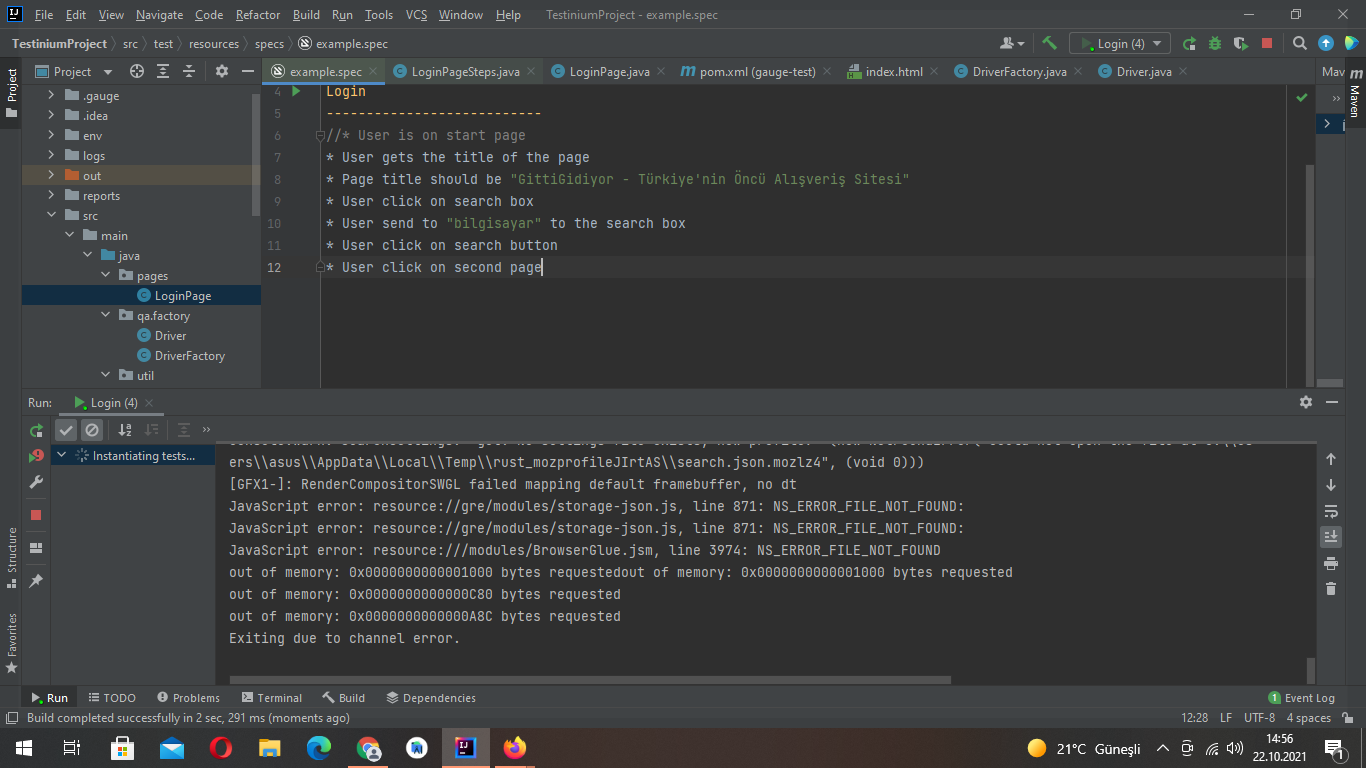 File Edit View Navigate Code Refactor Build Run Tools VCS Window Help TestiniumProject - example.spec
TestiniumProject src test resources specs example.spec Login (4)
Project example.spec LoginPageSteps.java LoginPage.java pom.xml (gauge-test) index.html DriverFactory.java Driver.java Mav
Project
Maven
.gauge
.idea
env
logs
out
reports
src
main
java
pages
LoginPage
qa.factory
Driver
DriverFactory
util
4 Login
5 ---------------------------
6 //* User is on start page
7 * User gets the title of the page
8 * Page title should be "GittiGidiyor - Türkiye'nin Öncü Alışveriş Sitesi"
9 * User click on search box
10 * User send to "bilgisayar" to the search box
11 * User click on search button
12 * User click on second page
Run: Login (4)
Instantiating tests...
Structure
Favorites
ers\\asus\\AppData\\Local\\Temp\\rust_mozprofileJIrtAS\\search.json.mozlz4", (void 0)))
[GFX1-]: RenderCompositorSWGL failed mapping default framebuffer, no dt
JavaScript error: resource://gre/modules/storage-json.js, line 871: NS_ERROR_FILE_NOT_FOUND:
JavaScript error: resource://gre/modules/storage-json.js, line 871: NS_ERROR_FILE_NOT_FOUND:
JavaScript error: resource:///modules/BrowserGlue.jsm, line 3974: NS_ERROR_FILE_NOT_FOUND
out of memory: 0x0000000000001000 bytes requestedout of memory: 0x0000000000001000 bytes requested
out of memory: 0x0000000000000C80 bytes requested
out of memory: 0x0000000000000A8C bytes requested
Exiting due to channel error.
Run TODO Problems Terminal Build Dependencies 1 Event Log
Build completed successfully in 2 sec, 291 ms (moments ago) 12:28 LF UTF-8 4 spaces
21°C Güneşli 14:56
22.10.2021 1